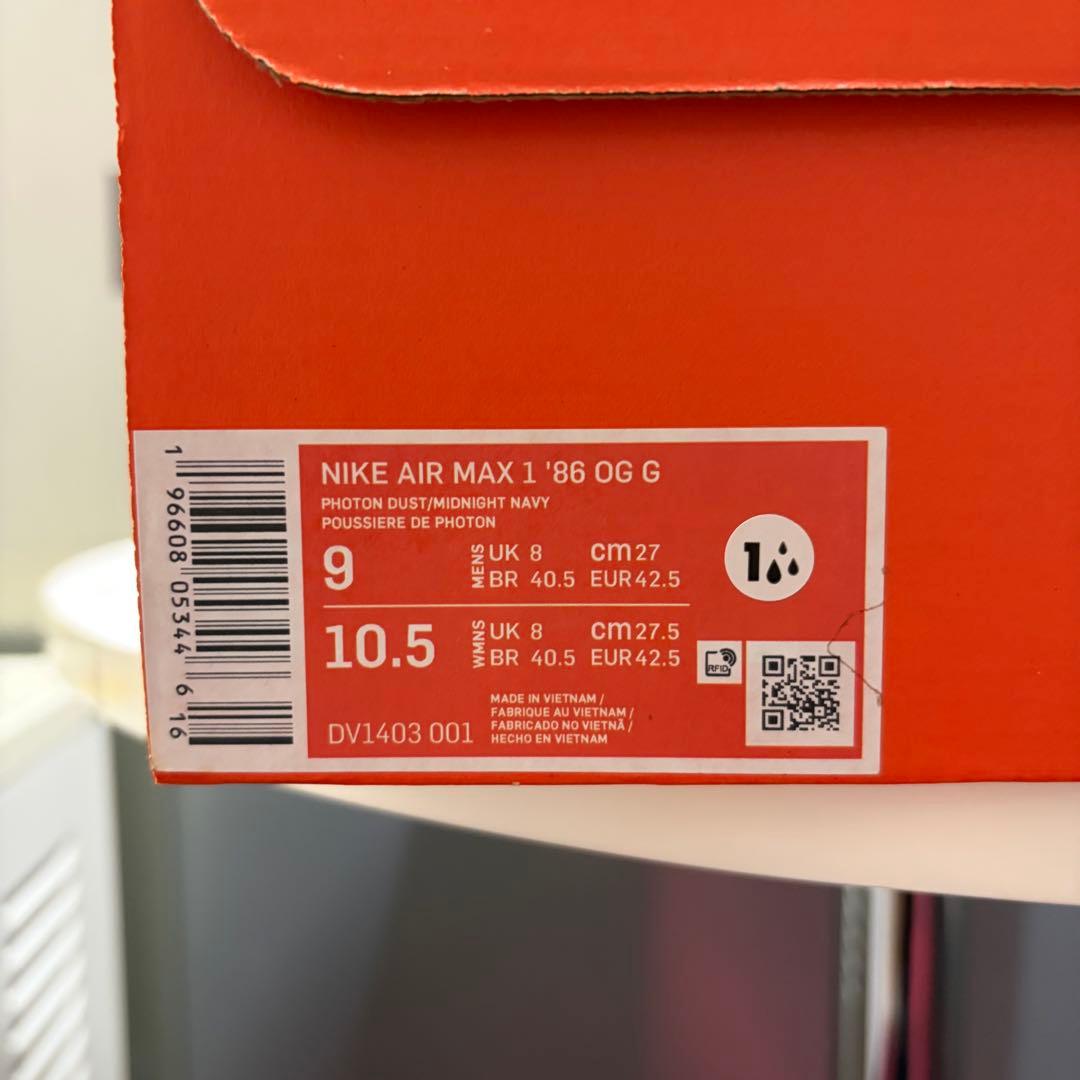 1 96608 05344 6 16
NIKE AIR MAX 1 '86 OG G
PHOTON DUST/MIDNIGHT NAVY
POUSSIERE DE PHOTON
9 MENS UK 8 cm 27
BR 40.5 EUR 42.5
10.5 WMNS UK 8 cm 27.5
BR 40.5 EUR 42.5
1
RFID
DV1403 001
MADE IN VIETNAM /
FABRIQUE AU VIETNAM /
FABRICADO NO VIETNÃ /
HECHO EN VIETNAM